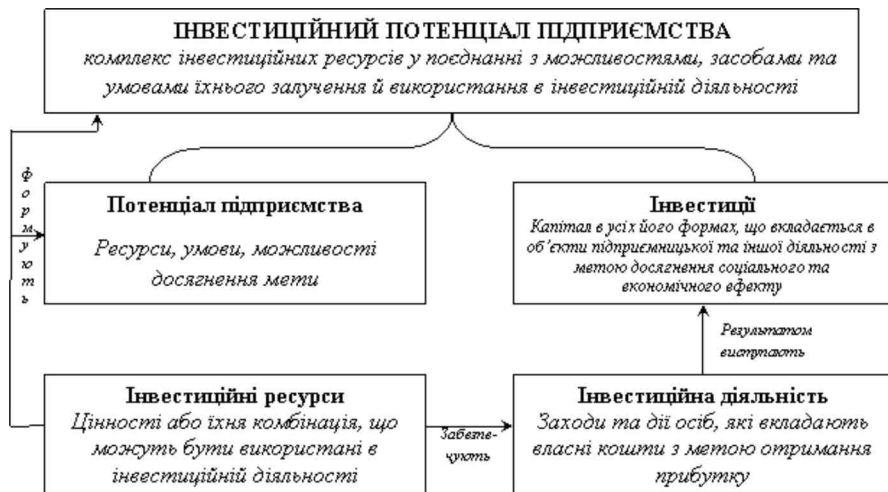 ІНВЕСТИЦІЙНИЙ ПОТЕНЦІАЛ ПІДПРИЄМСТВА
комплекс інвестиційних ресурсів у поєднанні з можливостями, засобами та
умовами їхнього залучення й використання в інвестиційній діяльності
формують
Потенціал підприємства
Ресурси, умови, можливості
досягнення мети
Інвестиції
Капітал в усіх його формах, що вкладається в
об’єкти підприємницької та іншої діяльності з
метою досягнення соціального та
економічного ефекту
Результатом
виступають
Інвестиційні ресурси
Цінності або їхня комбінація, що
можуть бути використані в
інвестиційній діяльності
Забезпе-
чують
Інвестиційна діяльність
Заходи та дії осіб, які вкладають
власні кошти з метою отримання
прибутку